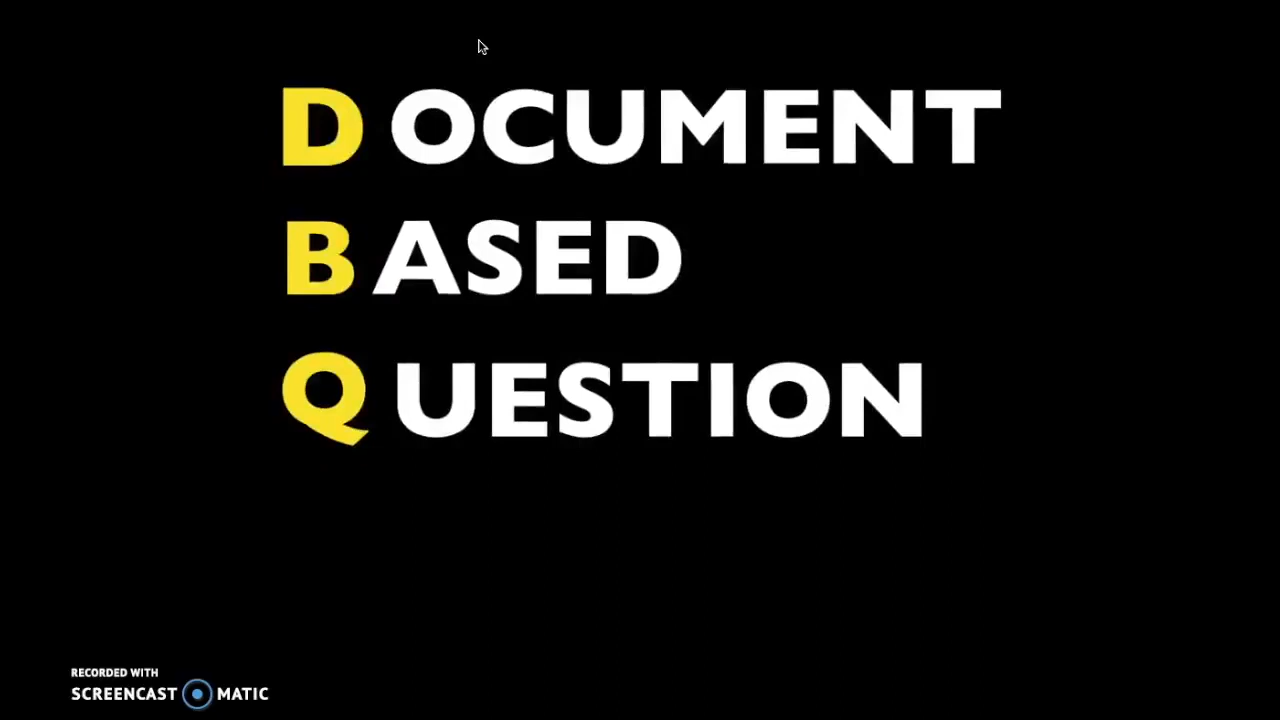 DOCUMENT
BASED
QUESTION
RECORDED WITH
SCREENCAST MATIC